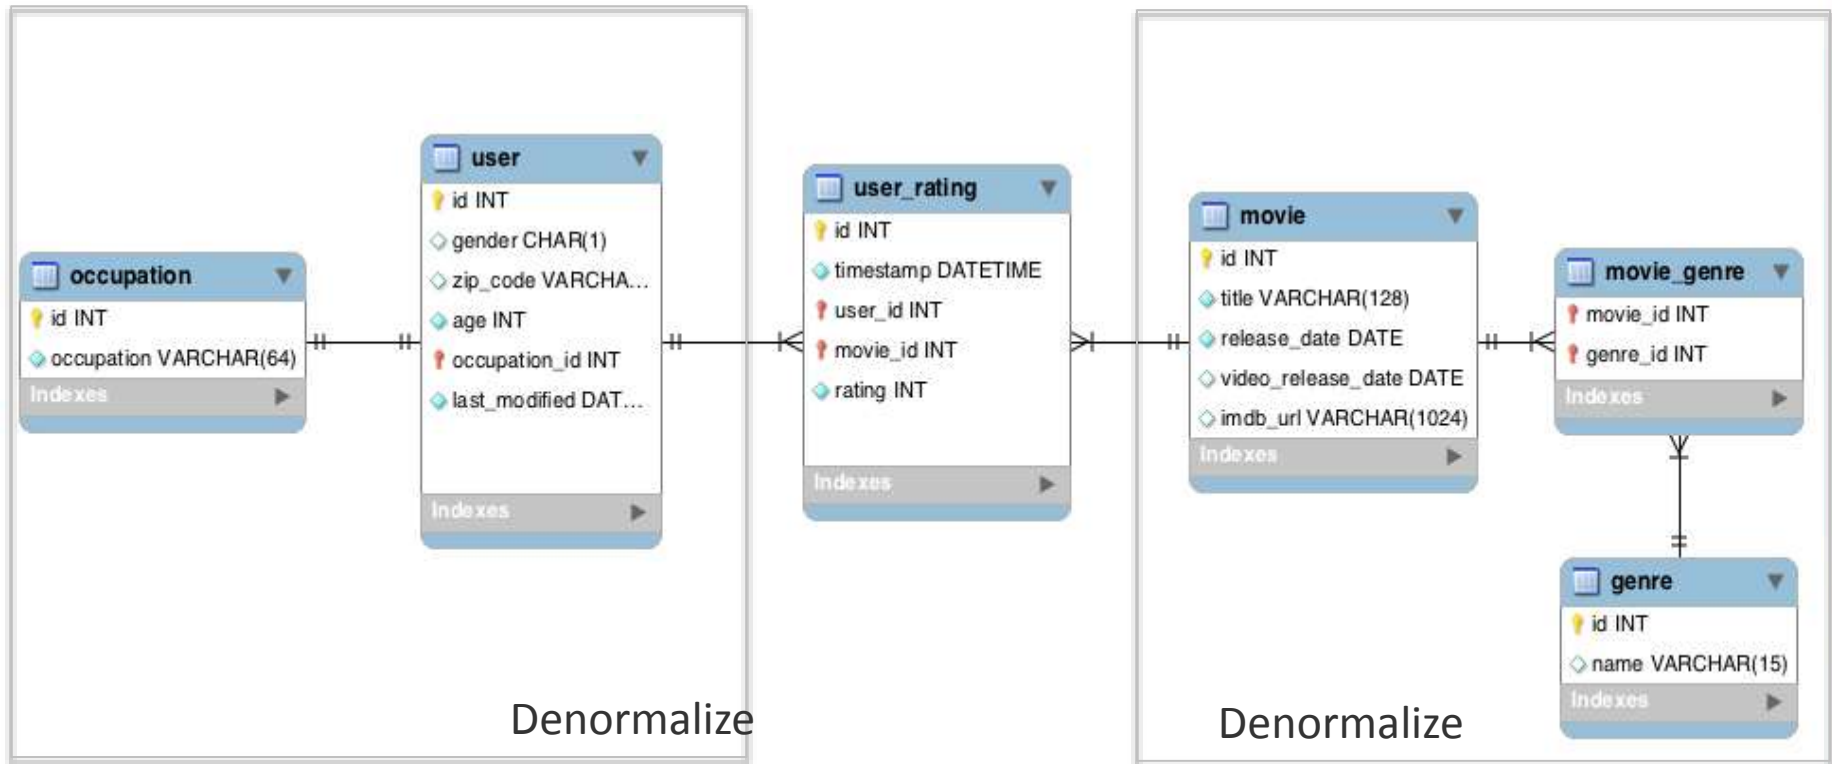 occupation
id INT
occupation VARCHAR(64)
Indexes
user
id INT
gender CHAR(1)
zip_code VARCHA...
age INT
occupation_id INT
last_modified DAT...
Indexes
user_rating
id INT
timestamp DATETIME
user_id INT
movie_id INT
rating INT
Indexes
movie
id INT
title VARCHAR(128)
release_date DATE
video_release_date DATE
imdb_url VARCHAR(1024)
Indexes
movie_genre
movie_id INT
genre_id INT
Indexes
genre
id INT
name VARCHAR(15)
Indexes
Denormalize
Denormalize